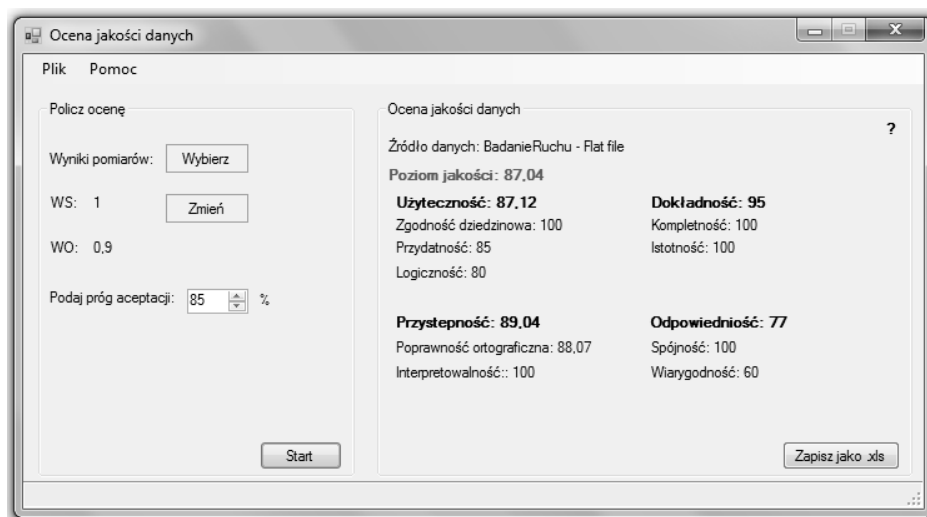 Ocena jakości danych
Plik Pomoc
Policz ocenę
Wyniki pomiarów: Wybierz
WS: 1 Zmień
WO: 0,9
Podaj próg aceptacji: 85 %
Start
Ocena jakości danych
?
Źródło danych: BadanieRuchu - Flat file
Poziom jakości: 87,04
Użyteczność: 87,12
Zgodność dziedzinowa: 100
Przydatność: 85
Logiczność: 80
Dokładność: 95
Kompletność: 100
Istotność: 100
Przystepność: 89,04
Poprawność ortograficzna: 88,07
Interpretowalność:: 100
Odpowiedniość: 77
Spójność: 100
Wiarygodność: 60
Zapisz jako .xls